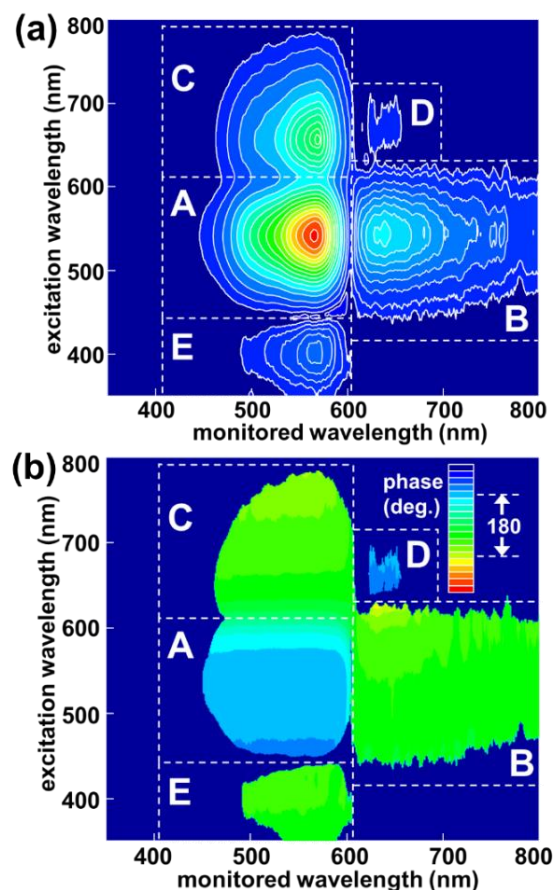 (a)
excitation wavelength (nm)
800
700
600
500
400
C
D
A
B
E
400 500 600 700 800
monitored wavelength (nm)
(b)
excitation wavelength (nm)
800
700
600
500
400
C
phase
(deg.)
180
D
A
B
E
400 500 600 700 800
monitored wavelength (nm)